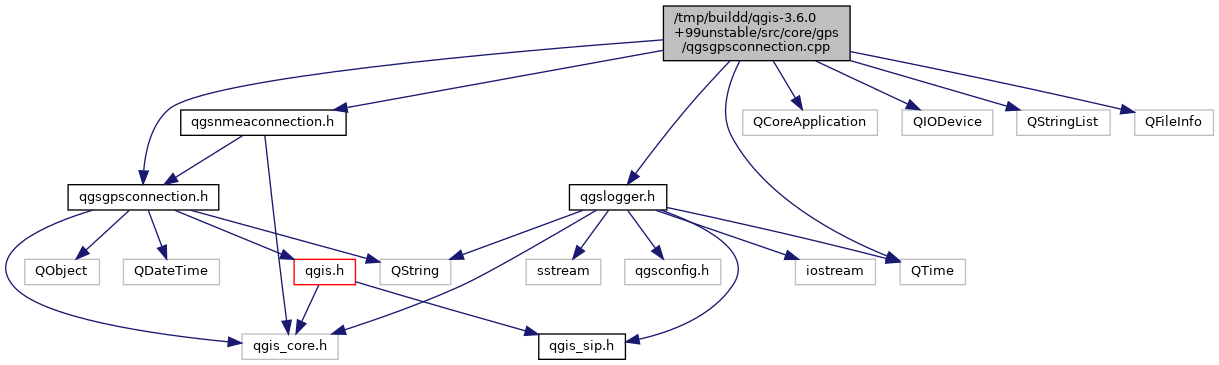 /tmp/buildd/qgis-3.6.0
+99unstable/src/core/gps
/qgsgpsconnection.cpp
qgsnmeaconnection.h
QCoreApplication
QIODevice
QStringList
QFileInfo
qgsgpsconnection.h
qgslogger.h
QObject
QDateTime
qgis.h
QString
sstream
qgsconfig.h
iostream
QTime
qgis_core.h
qgis_sip.h